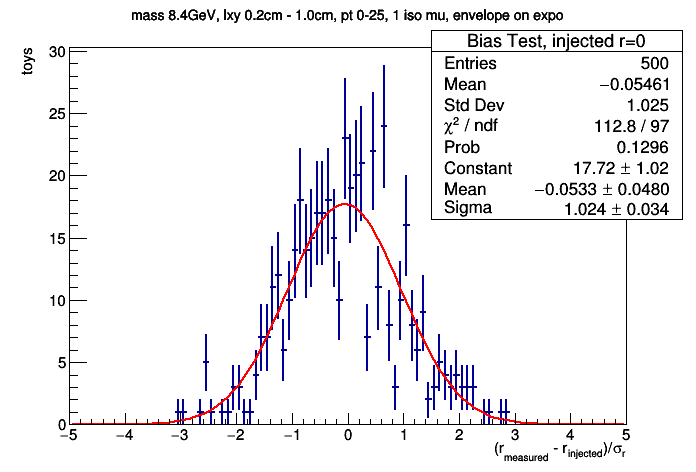 mass 8.4GeV, lxy 0.2cm - 1.0cm, pt 0-25, 1 iso mu, envelope on expo
Bias Test, injected r=0
Entries 500
Mean −0.05461
Std Dev 1.025
χ² / ndf 112.8 / 97
Prob 0.1296
Constant 17.72 ± 1.02
Mean −0.0533 ± 0.0480
Sigma 1.024 ± 0.034
toys
30
25
20
15
10
5
0
−5 −4 −3 −2 −1 0 1 2 3 4 5
(r_measured - r_injected)/σ_r